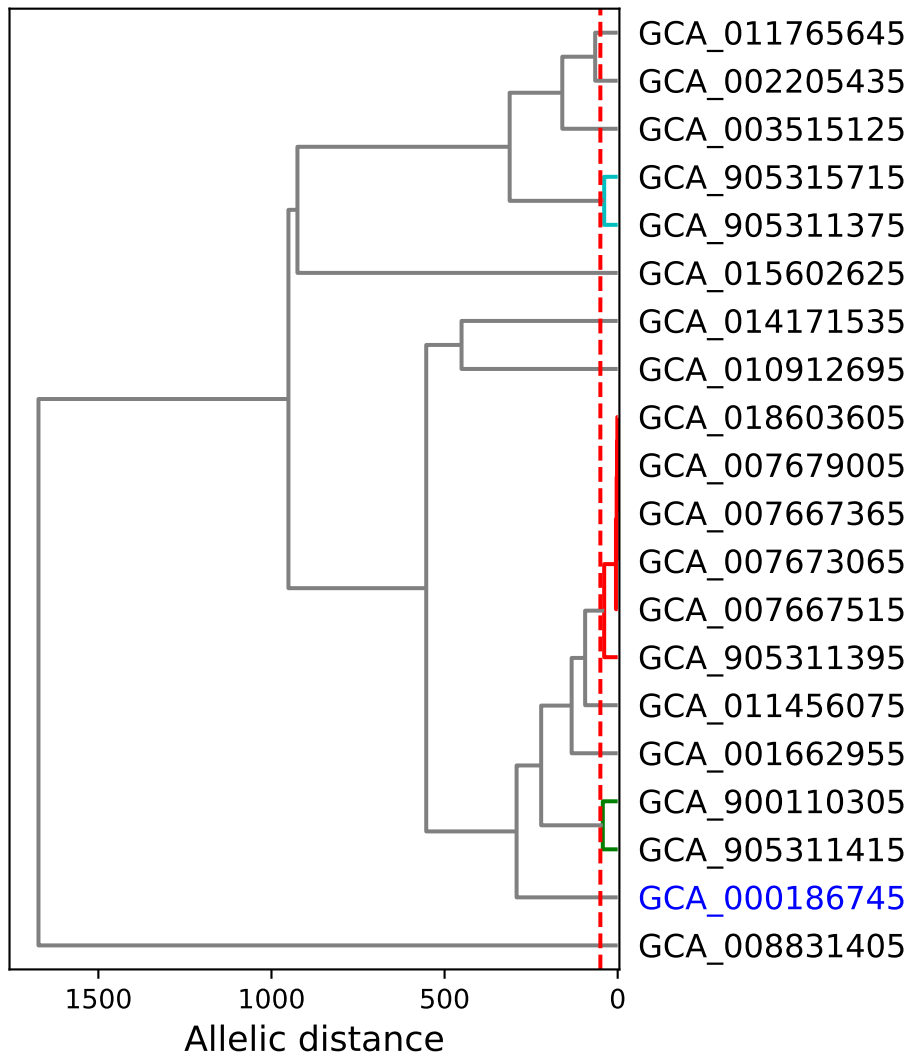 GCA_011765645
GCA_002205435
GCA_003515125
GCA_905315715
GCA_905311375
GCA_015602625
GCA_014171535
GCA_010912695
GCA_018603605
GCA_007679005
GCA_007667365
GCA_007673065
GCA_007667515
GCA_905311395
GCA_011456075
GCA_001662955
GCA_900110305
GCA_905311415
GCA_000186745
GCA_008831405
1500 1000 500 0
Allelic distance